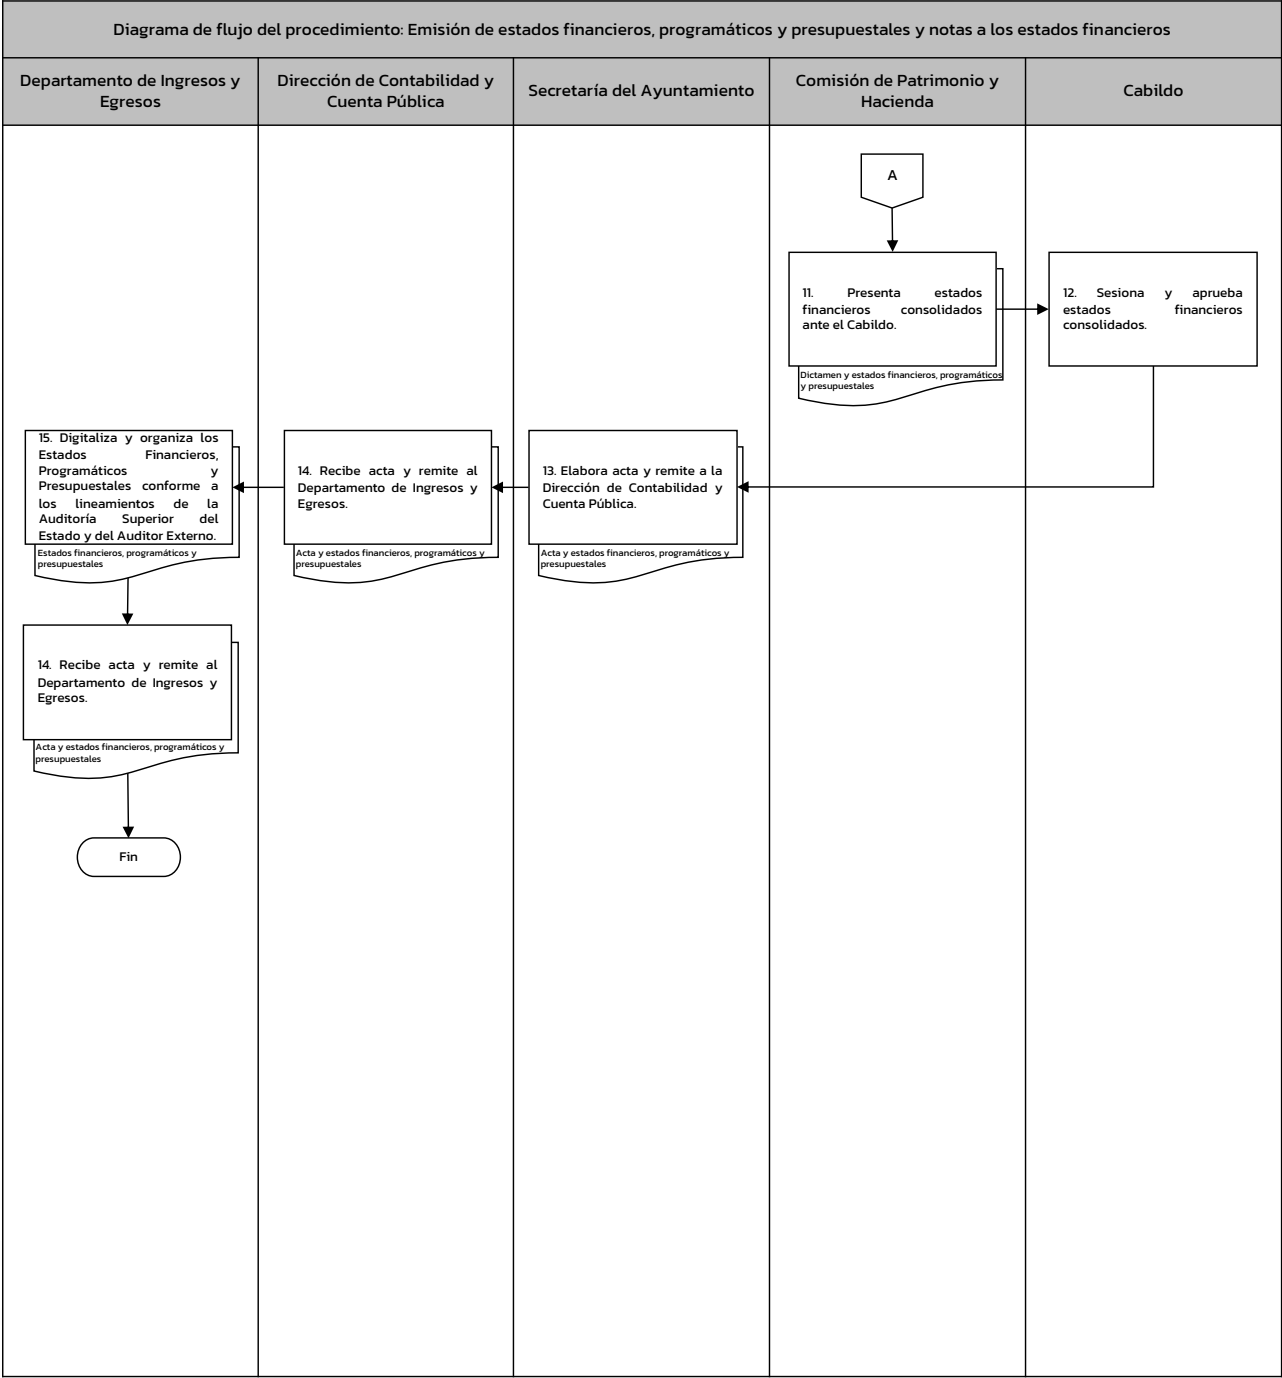 Diagrama de flujo del procedimiento: Emisión de estados financieros, programáticos y presupuestales y notas a los estados financieros
Departamento de Ingresos y
Egresos
Dirección de Contabilidad y
Cuenta Pública
Secretaría del Ayuntamiento
Comisión de Patrimonio y
Hacienda
Cabildo
A
11. Presenta estados
financieros consolidados
ante el Cabildo.
Dictamen y estados financieros, programáticos
y presupuestales
12. Sesiona y aprueba
estados financieros
consolidados.
15. Digitaliza y organiza los
Estados Financieros,
Programáticos y
Presupuestales conforme a
los lineamientos de la
Auditoría Superior del
Estado y del Auditor Externo.
Estados financieros, programáticos y
presupuestales
14. Recibe acta y remite al
Departamento de Ingresos y
Egresos.
Acta y estados financieros, programáticos y
presupuestales
13. Elabora acta y remite a la
Dirección de Contabilidad y
Cuenta Pública.
Acta y estados financieros, programáticos y
presupuestales
14. Recibe acta y remite al
Departamento de Ingresos y
Egresos.
Acta y estados financieros, programáticos y
presupuestales
Fin